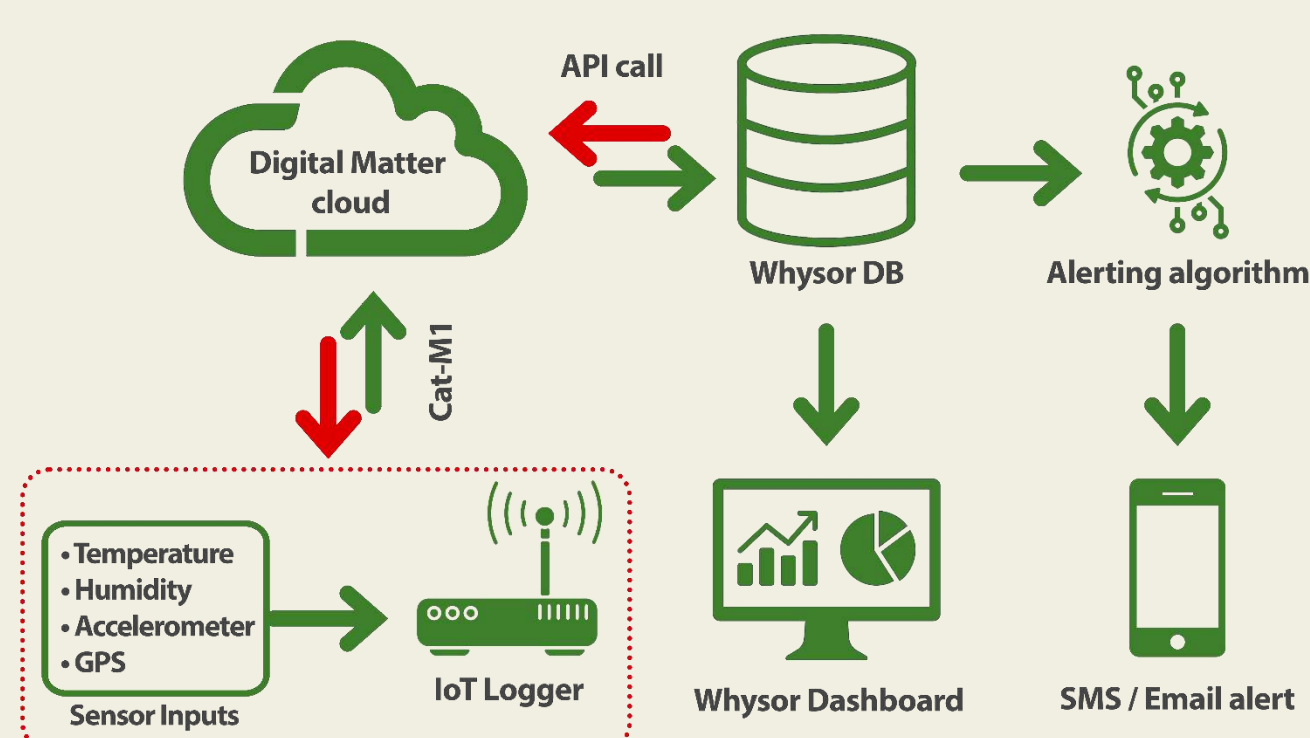 API call
Digital Matter
cloud
Whysor DB
Alerting algorithm
Cat-M1
• Temperature
• Humidity
• Accelerometer
• GPS
Sensor Inputs
IoT Logger
Whysor Dashboard
SMS / Email alert